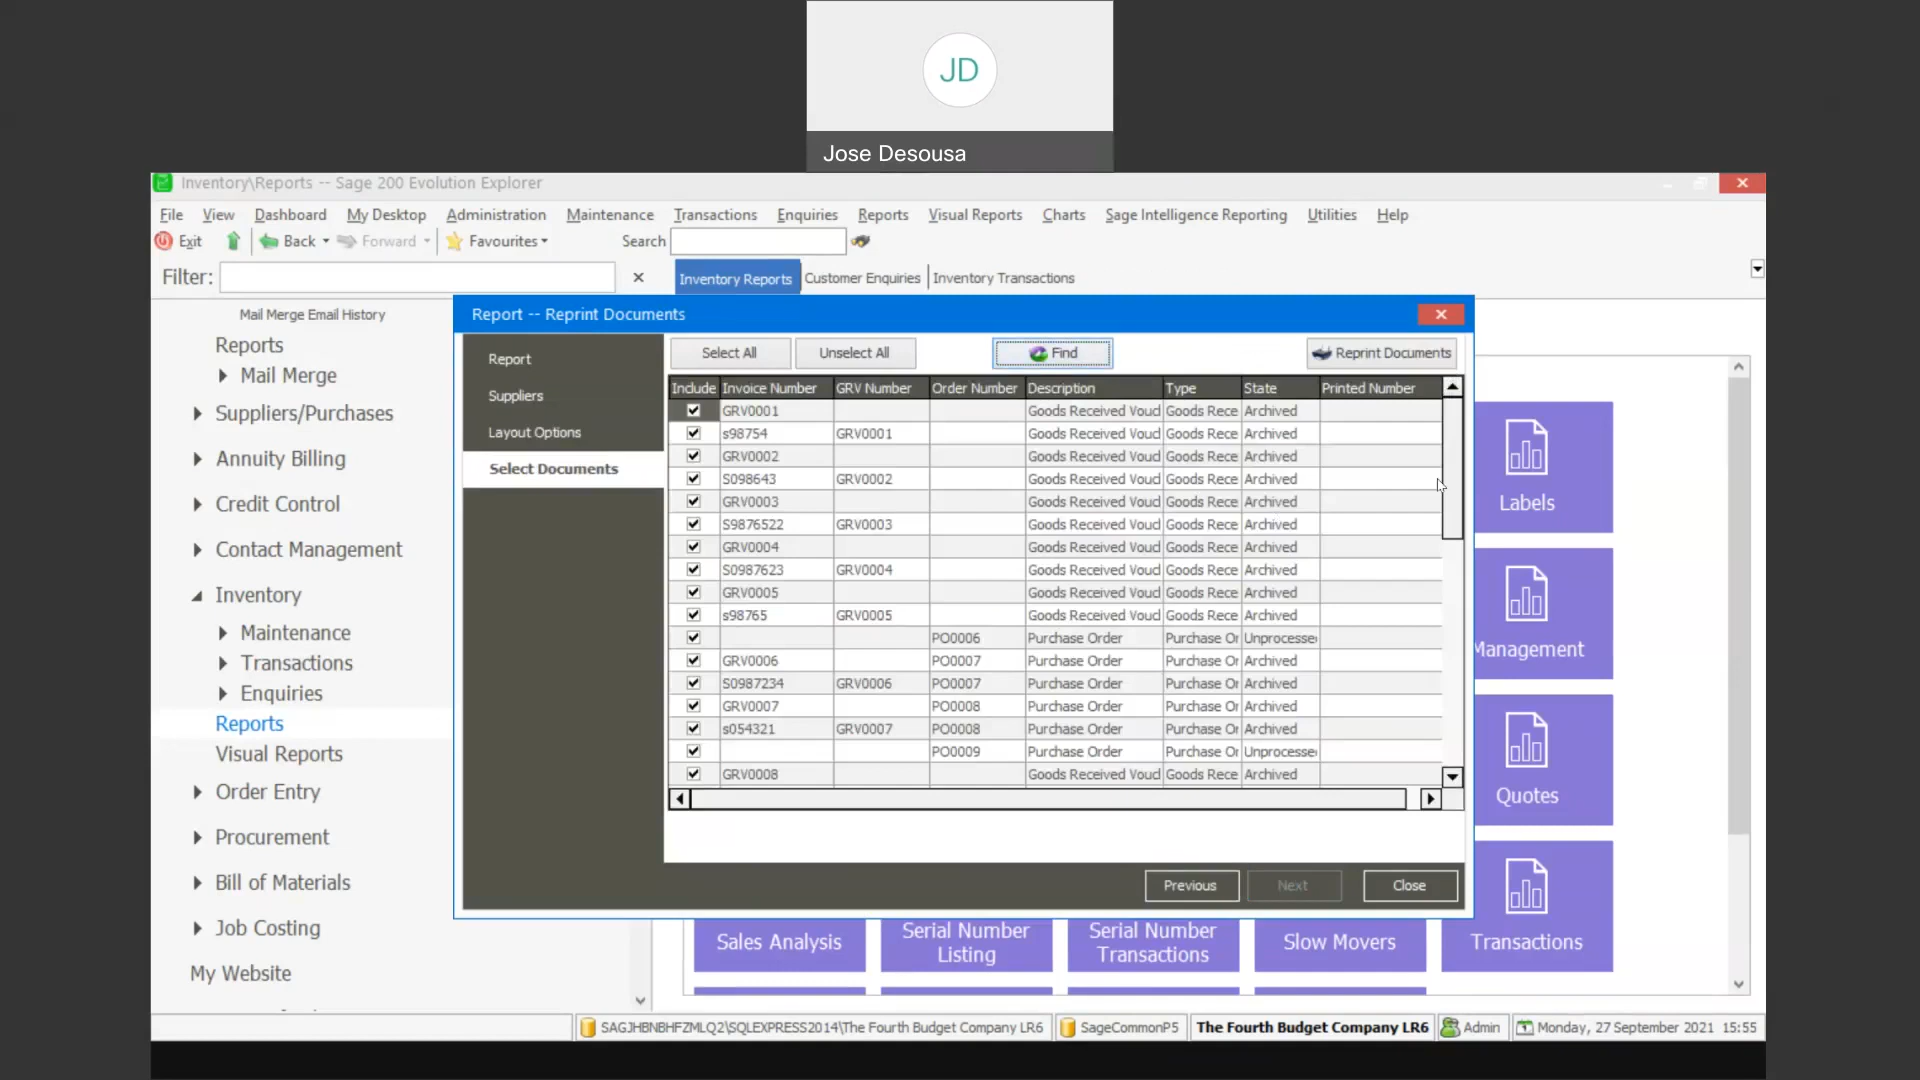 JD
Jose Desousa
Inventory\Reports -- Sage 200 Evolution Explorer
File View Dashboard My Desktop Administration Maintenance Transactions Enquiries Reports Visual Reports Charts Sage Intelligence Reporting Utilities Help
Exit Back Forward Favourites Search
Filter: Inventory Reports Customer Enquiries Inventory Transactions
Mail Merge Email History
Reports
Mail Merge
Suppliers/Purchases
Annuity Billing
Credit Control
Contact Management
Inventory
Maintenance
Transactions
Enquiries
Reports
Visual Reports
Order Entry
Procurement
Bill of Materials
Job Costing
My Website
Report -- Reprint Documents
Report
Suppliers
Layout Options
Select Documents
Select All Unselect All Find Reprint Documents
Include Invoice Number GRV Number Order Number Description Type State Printed Number
GRV0001 Goods Received Voud Goods Rece Archived
s98754 GRV0001 Goods Received Voud Goods Rece Archived
GRV0002 Goods Received Voud Goods Rece Archived
S098643 GRV0002 Goods Received Voud Goods Rece Archived
GRV0003 Goods Received Voud Goods Rece Archived
S9876522 GRV0003 Goods Received Voud Goods Rece Archived
GRV0004 Goods Received Voud Goods Rece Archived
S0987623 GRV0004 Goods Received Voud Goods Rece Archived
GRV0005 Goods Received Voud Goods Rece Archived
s98765 GRV0005 Goods Received Voud Goods Rece Archived
PO0006 Purchase Order Purchase Or Unprocesse
GRV0006 PO0007 Purchase Order Purchase Or Archived
S0987234 GRV0006 PO0007 Purchase Order Purchase Or Archived
GRV0007 PO0008 Purchase Order Purchase Or Archived
s054321 GRV0007 PO0008 Purchase Order Purchase Or Archived
PO0009 Purchase Order Purchase Or Unprocesse
GRV0008 Goods Received Voud Goods Rece Archived
Previous Next Close
Labels
Management
Quotes
Sales Analysis
Serial Number
Listing
Serial Number
Transactions
Slow Movers
Transactions
SAGJHBNBHFZMLQ2\SQLEXPRESS2014\The Fourth Budget Company LR6 SageCommonP5 The Fourth Budget Company LR6 Admin Monday, 27 September 2021 15:55